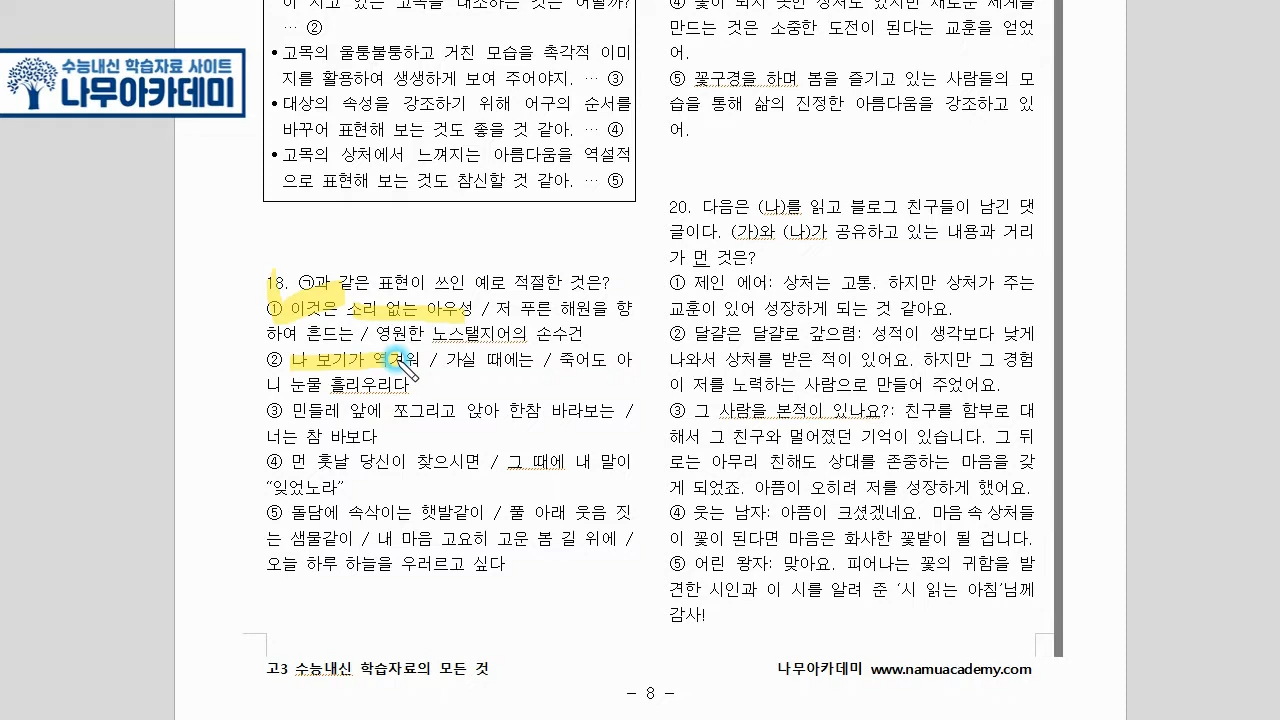 이 지고 있는 고목을 대조하는 것은 어떨까?
… ②
• 고목의 울퉁불퉁하고 거친 모습을 촉각적 이미
지를 활용하여 생생하게 보여 주어야지. … ③
• 대상의 속성을 강조하기 위해 어구의 순서를
바꾸어 표현해 보는 것도 좋을 것 같아. … ④
• 고목의 상처에서 느껴지는 아름다움을 역설적
으로 표현해 보는 것도 참신할 것 같아. … ⑤
수능내신 학습자료 사이트
나무아카데미
18. ㉠과 같은 표현이 쓰인 예로 적절한 것은?
① 이것은 소리 없는 아우성 / 저 푸른 해원을 향
하여 흔드는 / 영원한 노스탤지어의 손수건
② 나 보기가 역겨워 / 가실 때에는 / 죽어도 아
니 눈물 흘리우리다
③ 민들레 앞에 쪼그리고 앉아 한참 바라보는 /
너는 참 바보다
④ 먼 훗날 당신이 찾으시면 / 그 때에 내 말이
“잊었노라”
⑤ 돌담에 속삭이는 햇발같이 / 풀 아래 웃음 짓
는 샘물같이 / 내 마음 고요히 고운 봄 길 위에 /
오늘 하루 하늘을 우러르고 싶다
④ 꽃이 되지 못한 상처도 있지만 새로운 세계를
만드는 것은 소중한 도전이 된다는 교훈을 얻었
어.
⑤ 꽃구경을 하며 봄을 즐기고 있는 사람들의 모
습을 통해 삶의 진정한 아름다움을 강조하고 있
어.
20. 다음은 (나)를 읽고 블로그 친구들이 남긴 댓
글이다. (가)와 (나)가 공유하고 있는 내용과 거리
가 먼 것은?
① 제인 에어: 상처는 고통. 하지만 상처가 주는
교훈이 있어 성장하게 되는 것 같아요.
② 달걀은 달걀로 갚으렴: 성적이 생각보다 낮게
나와서 상처를 받은 적이 있어요. 하지만 그 경험
이 저를 노력하는 사람으로 만들어 주었어요.
③ 그 사람을 본적이 있나요?: 친구를 함부로 대
해서 그 친구와 멀어졌던 기억이 있습니다. 그 뒤
로는 아무리 친해도 상대를 존중하는 마음을 갖
게 되었죠. 아픔이 오히려 저를 성장하게 했어요.
④ 웃는 남자: 아픔이 크셨겠네요. 마음 속 상처들
이 꽃이 된다면 마음은 화사한 꽃밭이 될 겁니다.
⑤ 어린 왕자: 맞아요. 피어나는 꽃의 귀함을 발
견한 시인과 이 시를 알려 준 ‘시 읽는 아침’님께
감사!
고3 수능내신 학습자료의 모든 것
나무아카데미 www.namuacademy.com
– 8 –